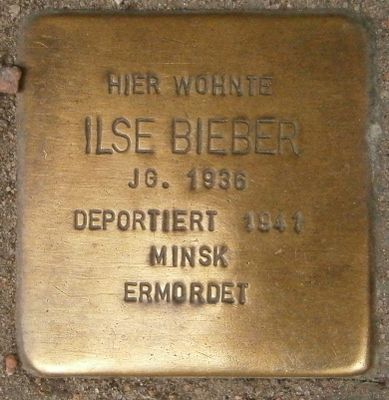 HIER WOHNTE
ILSE BIEBER
JG. 1936
DEPORTIERT 1941
MINSK
ERMORDET